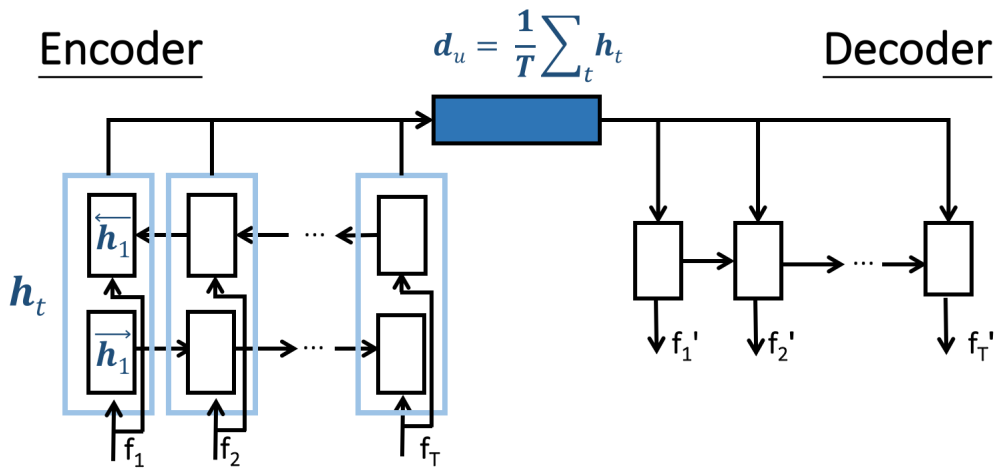 Encoder
d_u = 1/T ∑_t h_t
Decoder
h_t
←h_1
...
→h_1
...
f_1
f_2
f_T
...
f_1'
f_2'
f_T'